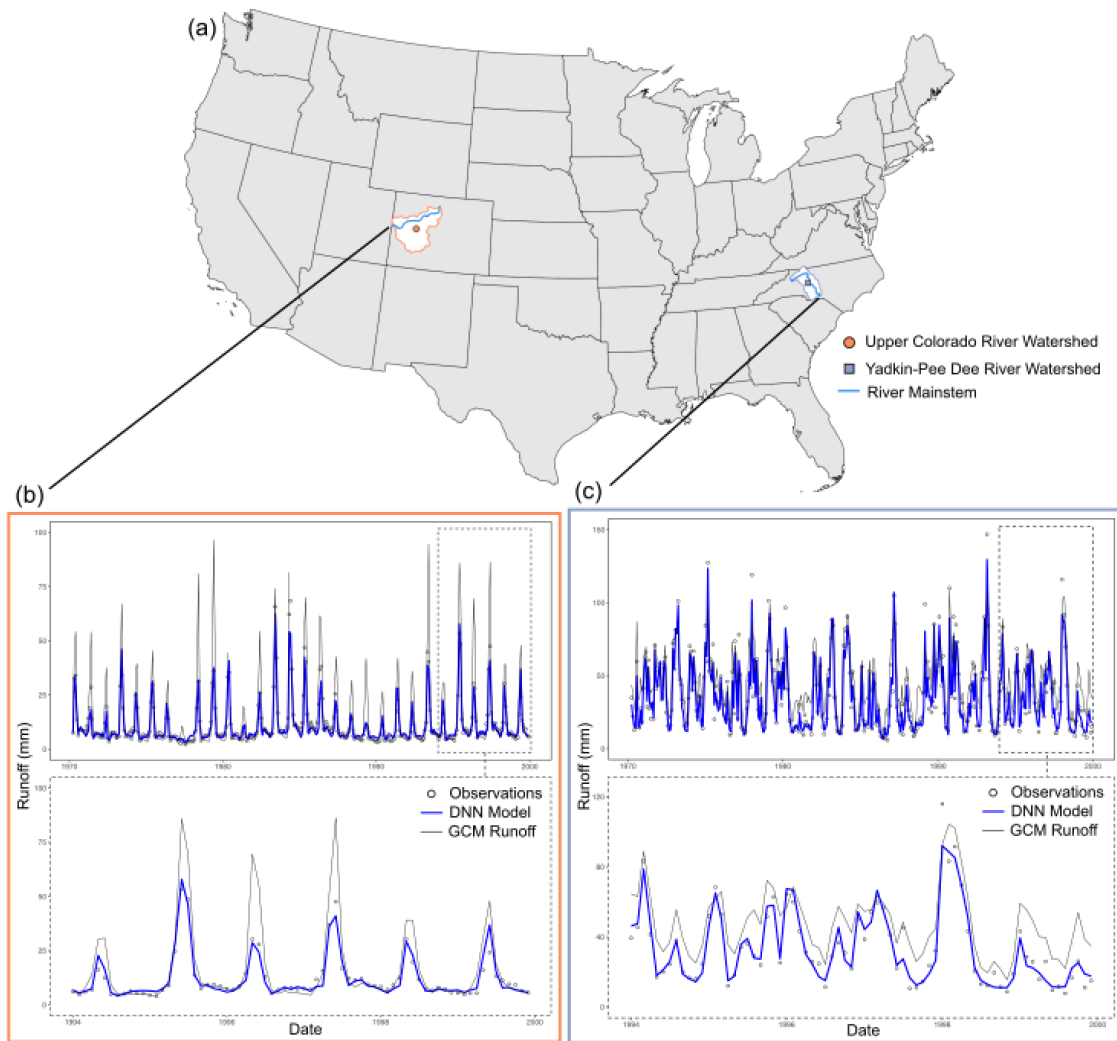 (a)
Upper Colorado River Watershed
Yadkin-Pee Dee River Watershed
River Mainstem
(b)
(c)
Runoff (mm)
100
75
50
25
0
1970
1980
1990
2000
Observations
DNN Model
GCM Runoff
100
75
50
25
0
1994
1996
1998
2000
Date
Runoff (mm)
150
100
50
0
1970
1980
1990
2000
Observations
DNN Model
GCM Runoff
120
80
40
0
1994
1996
1998
2000
Date